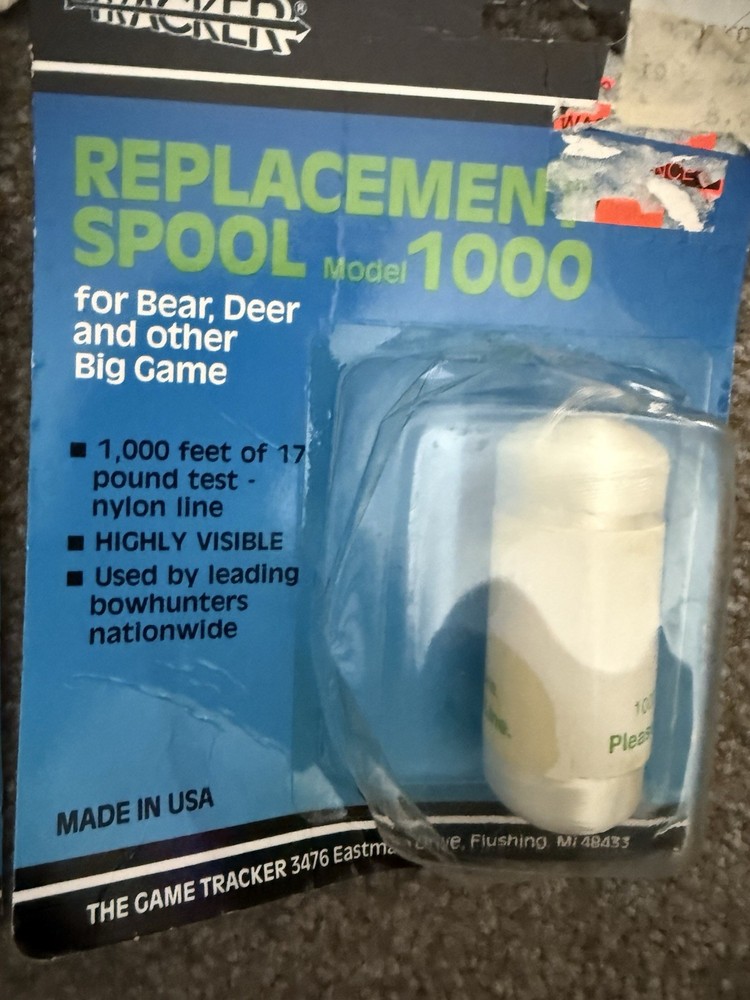 TRACKER®
REPLACEMENT
SPOOL Model 1000
for Bear, Deer
and other
Big Game
■ 1,000 feet of 17
pound test -
nylon line
■ HIGHLY VISIBLE
■ Used by leading
bowhunters
nationwide
Please
MADE IN USA
THE GAME TRACKER 3476 Eastman Drive, Flushing, MI 48433